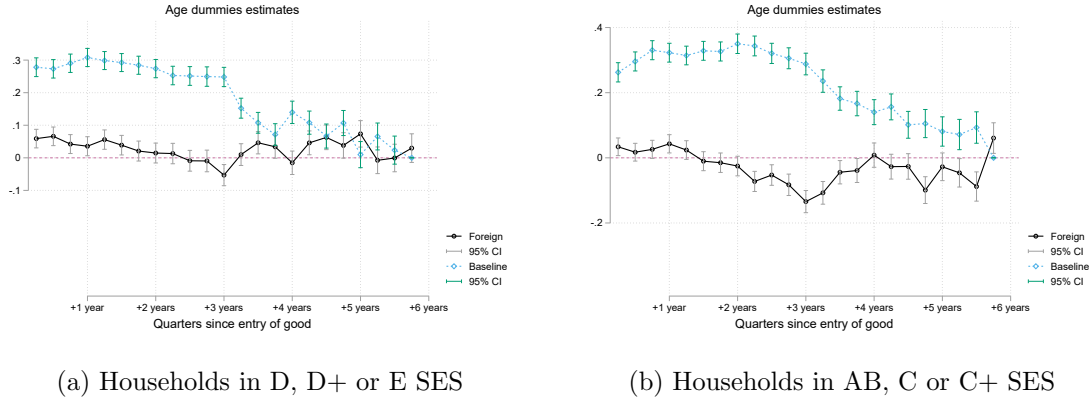 Age dummies estimates
.3
.2
.1
0
-.1
+1 year
+2 years
+3 years
+4 years
+5 years
+6 years
Quarters since entry of good
Foreign
95% CI
Baseline
95% CI
(a) Households in D, D+ or E SES
Age dummies estimates
.4
.2
0
-.2
+1 year
+2 years
+3 years
+4 years
+5 years
+6 years
Quarters since entry of good
Foreign
95% CI
Baseline
95% CI
(b) Households in AB, C or C+ SES